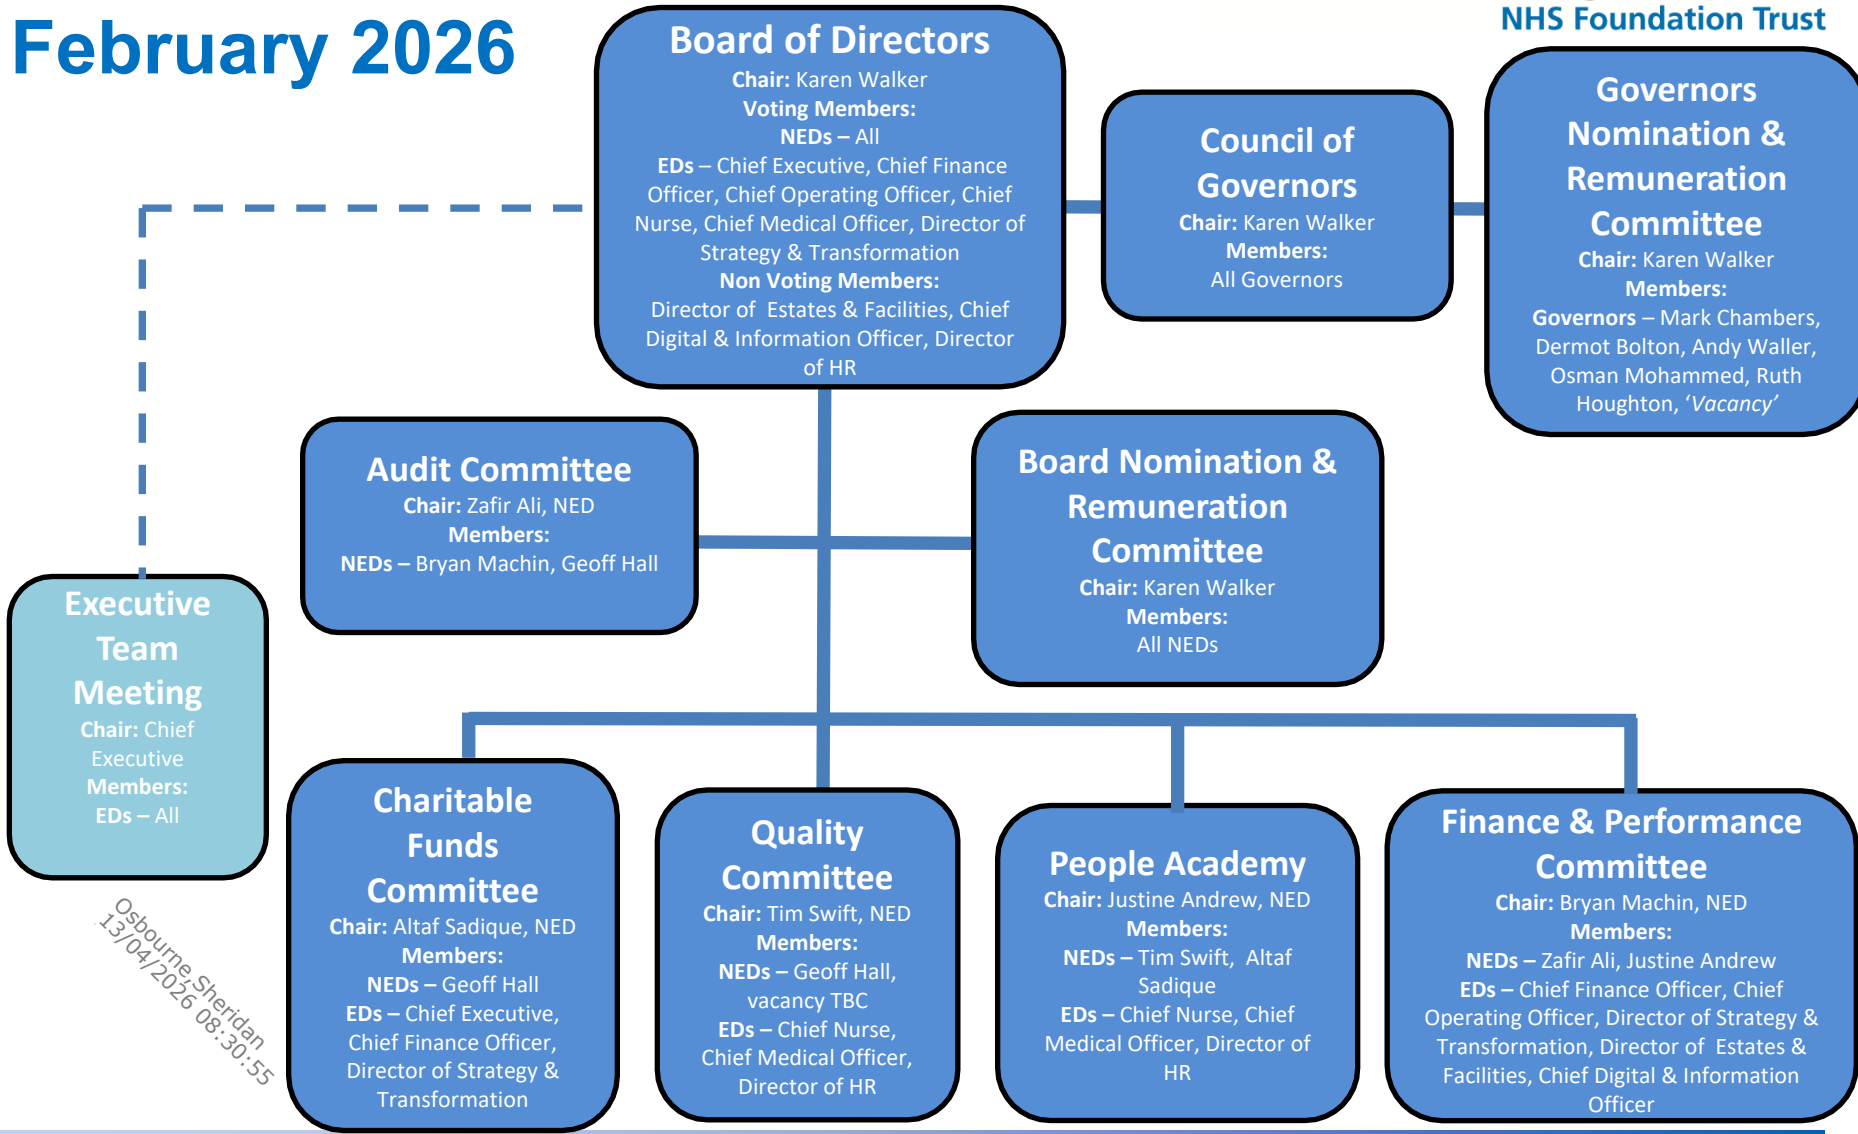 February 2026
NHS Foundation Trust
Board of Directors
Chair: Karen Walker
Voting Members:
NEDs – All
EDs – Chief Executive, Chief Finance
Officer, Chief Operating Officer, Chief
Nurse, Chief Medical Officer, Director of
Strategy & Transformation
Non Voting Members:
Director of Estates & Facilities, Chief
Digital & Information Officer, Director
of HR
Council of
Governors
Chair: Karen Walker
Members:
All Governors
Governors
Nomination &
Remuneration
Committee
Chair: Karen Walker
Members:
Governors – Mark Chambers,
Dermot Bolton, Andy Waller,
Osman Mohammed, Ruth
Houghton, ‘Vacancy’
Audit Committee
Chair: Zafir Ali, NED
Members:
NEDs – Bryan Machin, Geoff Hall
Board Nomination &
Remuneration
Committee
Chair: Karen Walker
Members:
All NEDs
Executive
Team
Meeting
Chair: Chief
Executive
Members:
EDs – All
Charitable
Funds
Committee
Chair: Altaf Sadique, NED
Members:
NEDs – Geoff Hall
EDs – Chief Executive,
Chief Finance Officer,
Director of Strategy &
Transformation
Quality
Committee
Chair: Tim Swift, NED
Members:
NEDs – Geoff Hall,
vacancy TBC
EDs – Chief Nurse,
Chief Medical Officer,
Director of HR
People Academy
Chair: Justine Andrew, NED
Members:
NEDs – Tim Swift, Altaf
Sadique
EDs – Chief Nurse, Chief
Medical Officer, Director of
HR
Finance & Performance
Committee
Chair: Bryan Machin, NED
Members:
NEDs – Zafir Ali, Justine Andrew
EDs – Chief Finance Officer, Chief
Operating Officer, Director of Strategy &
Transformation, Director of Estates &
Facilities, Chief Digital & Information
Officer
Osbourne,Sheridan
13/04/2026 08:30:55